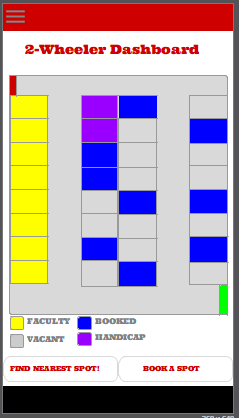 2-Wheeler Dashboard
FACULTY BOOKED
VACANT HANDICAP
FIND NEAREST SPOT! BOOK A SPOT